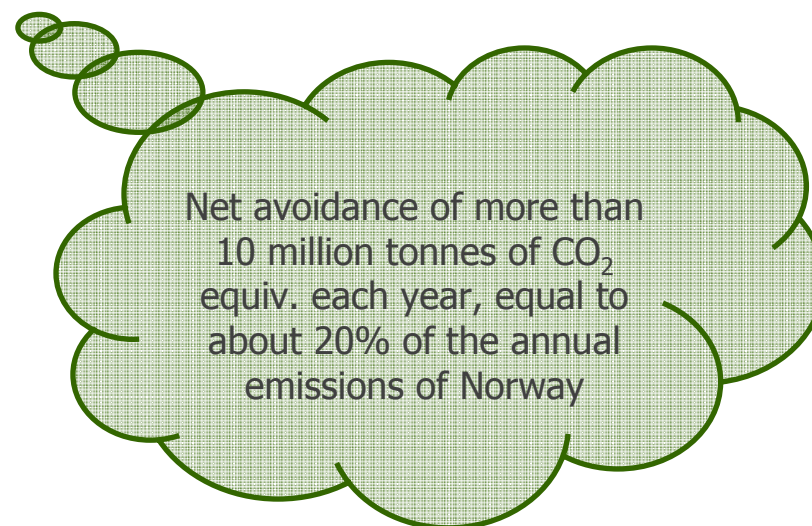 Net avoidance of more than
10 million tonnes of CO₂
equiv. each year, equal to
about 20% of the annual
emissions of Norway